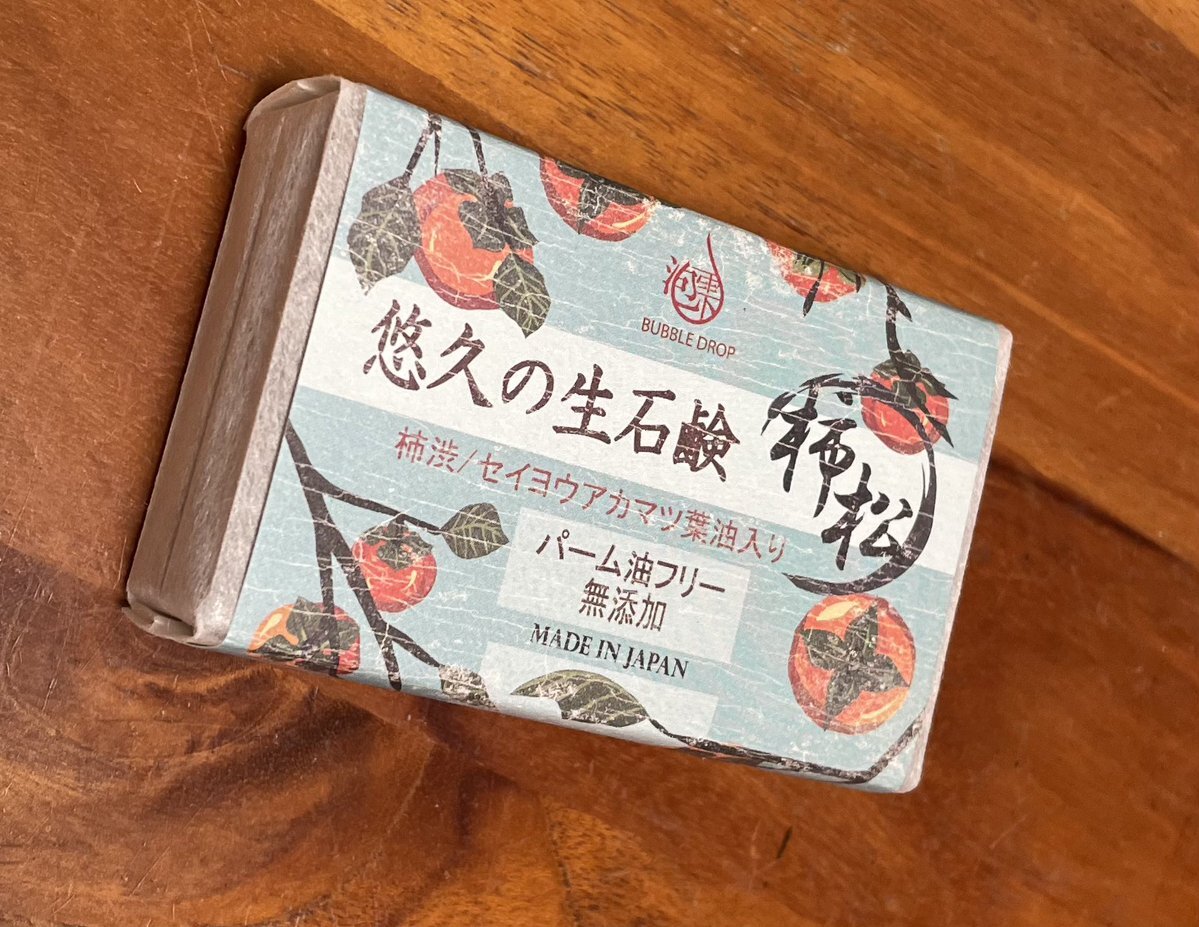 泡雫
BUBBLE DROP
悠久の生石鹸
柿松
柿渋/セイヨウアカマツ葉油入り
パーム油フリー
無添加
MADE IN JAPAN